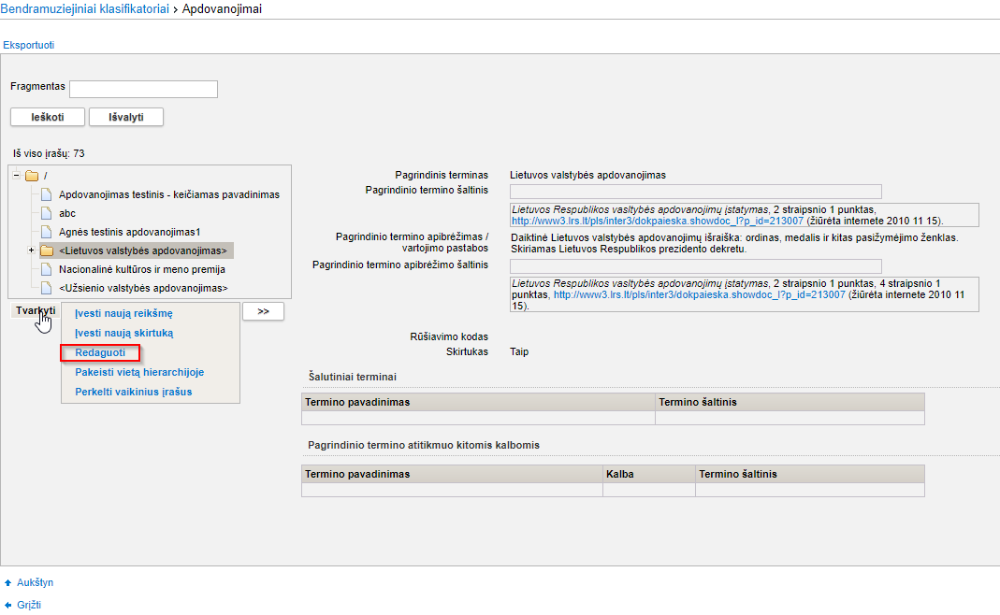 Bendramuziejiniai klasifikatoriai > Apdovanojimai
Eksportuoti
Fragmentas
Ieškoti Išvalyti
Iš viso įrašų: 73
/
Apdovanojimas testinis - keičiamas pavadinimas
abc
Agnės testinis apdovanojimas1
<Lietuvos valstybės apdovanojimas>
Nacionalinė kultūros ir meno premija
<Užsienio valstybės apdovanojimas>
Tvarkyti
>>
Įvesti naują reikšmę
Įvesti naują skirtuką
Redaguoti
Pakeisti vietą hierarchijoje
Perkelti vaikinius įrašus
Pagrindinis terminas Lietuvos valstybės apdovanojimas
Pagrindinio termino šaltinis
Lietuvos Respublikos vasltybės apdovanojimų įstatymas, 2 straipsnio 1 punktas,
http://www3.lrs.lt/pls/inter3/dokpaieska.showdoc_l?p_id=213007 (žiūrėta internete 2010 11 15).
Pagrindinio termino apibrėžimas /
vartojimo pastabos
Daiktinė Lietuvos valstybės apdovanojimų išraiška: ordinas, medalis ir kitas pasižymėjimo ženklas.
Skiriamas Lietuvos Respublikos prezidento dekretu.
Pagrindinio termino apibėžimo šaltinis
Lietuvos Respublikos vasltybės apdovanojimų įstatymas, 2 straipsnio 1 punktas, 4 straipsnio 1
punktas, http://www3.lrs.lt/pls/inter3/dokpaieska.showdoc_l?p_id=213007 (žiūrėta internete 2010 11
15).
Rūšiavimo kodas
Skirtukas Taip
Šalutiniai terminai
Termino pavadinimas Termino šaltinis
Pagrindinio termino atitikmuo kitomis kalbomis
Termino pavadinimas Kalba Termino šaltinis
Aukštyn
Grįžti